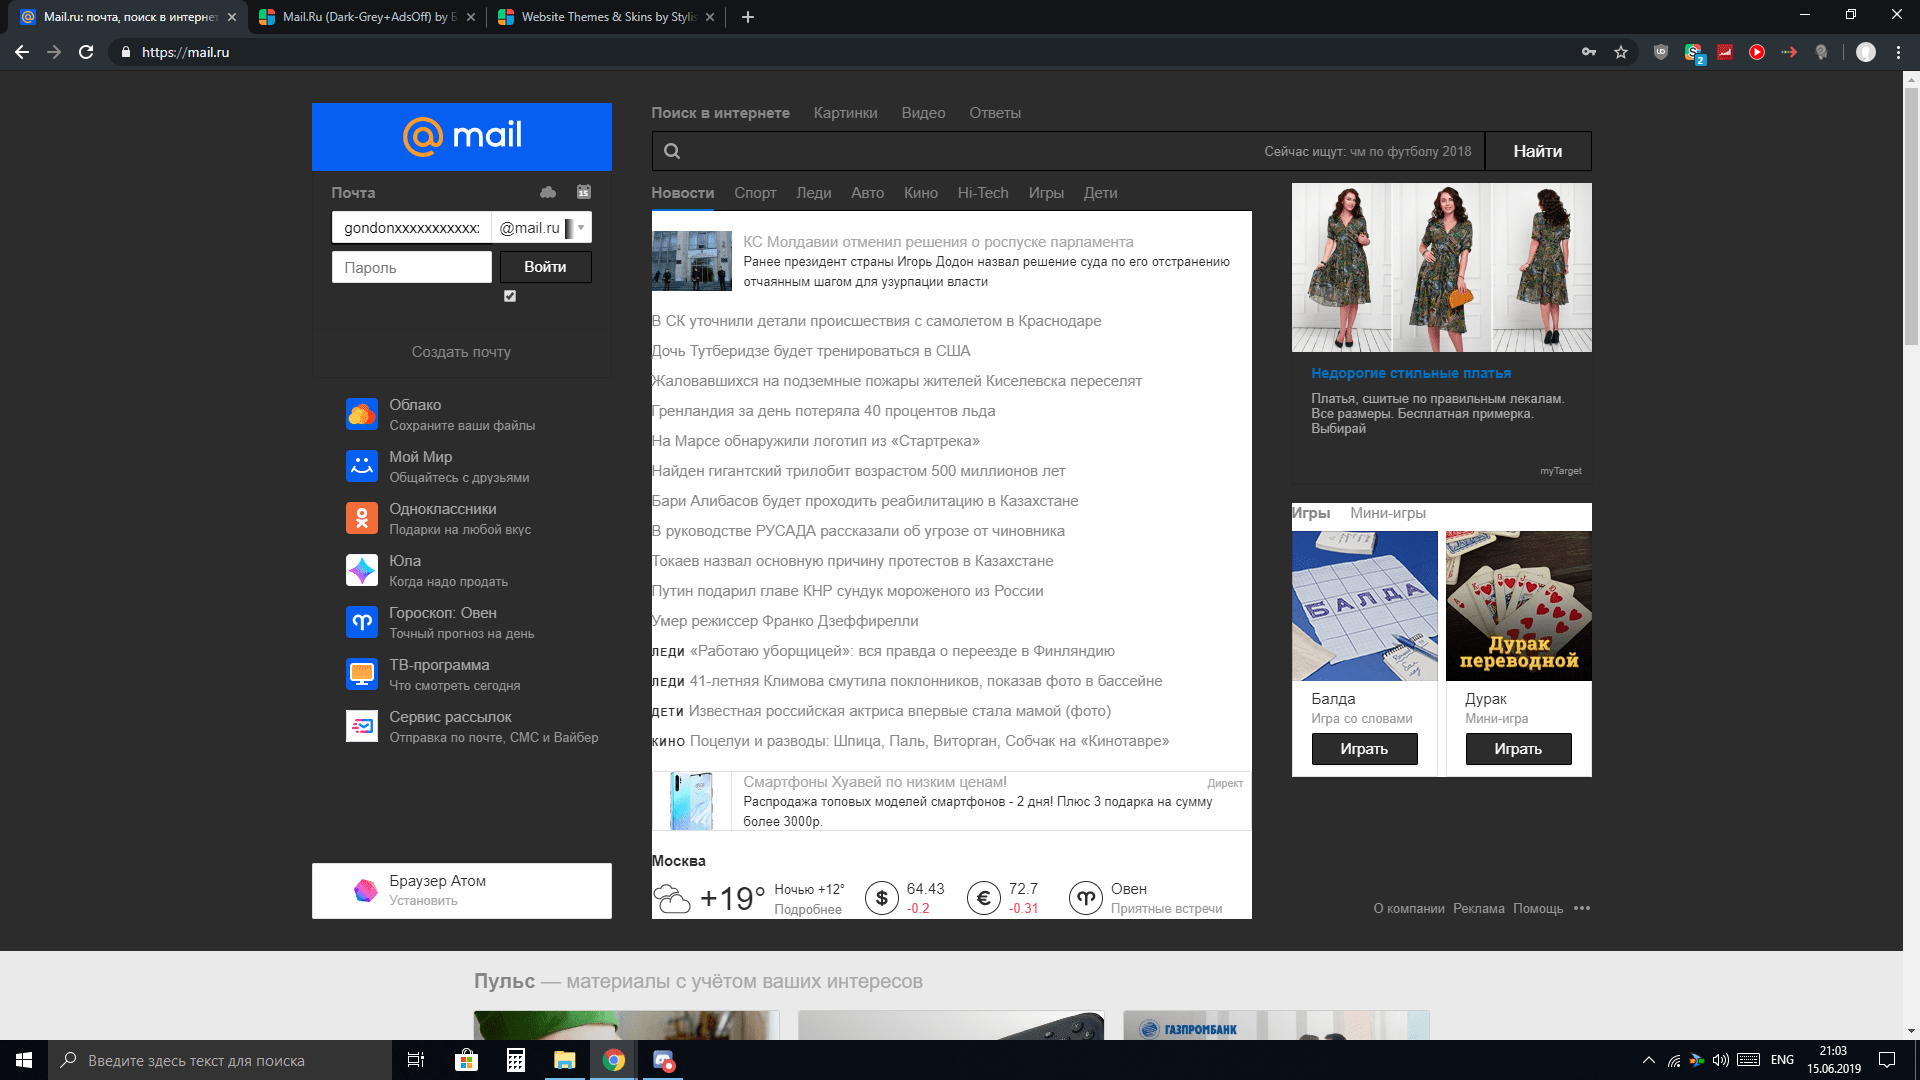 Mail.ru: почта, поиск в интернет
Mail.Ru (Dark-Grey+AdsOff) by Б
Website Themes & Skins by Stylis
https://mail.ru
2
@ mail
Почта
15
gondonxxxxxxxxxxxx:
@mail.ru
Пароль
Войти
Создать почту
Облако
Сохраните ваши файлы
Мой Мир
Общайтесь с друзьями
Одноклассники
Подарки на любой вкус
Юла
Когда надо продать
Гороскоп: Овен
Точный прогноз на день
ТВ-программа
Что смотреть сегодня
Сервис рассылок
Отправка по почте, СМС и Вайбер
Браузер Атом
Установить
Поиск в интернете Картинки Видео Ответы
Сейчас ищут: чм по футболу 2018
Найти
Новости Спорт Леди Авто Кино Hi-Tech Игры Дети
КС Молдавии отменил решения о роспуске парламента
Ранее президент страны Игорь Додон назвал решение суда по его отстранению
отчаянным шагом для узурпации власти
В СК уточнили детали происшествия с самолетом в Краснодаре
Дочь Тутберидзе будет тренироваться в США
Жаловавшихся на подземные пожары жителей Киселевска переселят
Гренландия за день потеряла 40 процентов льда
На Марсе обнаружили логотип из «Стартрека»
Найден гигантский трилобит возрастом 500 миллионов лет
Бари Алибасов будет проходить реабилитацию в Казахстане
В руководстве РУСАДА рассказали об угрозе от чиновника
Токаев назвал основную причину протестов в Казахстане
Путин подарил главе КНР сундук мороженого из России
Умер режиссер Франко Дзеффирелли
ЛЕДИ «Работаю уборщицей»: вся правда о переезде в Финляндию
ЛЕДИ 41-летняя Климова смутила поклонников, показав фото в бассейне
ДЕТИ Известная российская актриса впервые стала мамой (фото)
КИНО Поцелуи и разводы: Шпица, Паль, Виторган, Собчак на «Кинотавре»
Смартфоны Хуавей по низким ценам!
Директ
Распродажа топовых моделей смартфонов - 2 дня! Плюс 3 подарка на сумму
более 3000р.
Москва
+19° Ночью +12° Подробнее
$ 64.43 -0.2
€ 72.7 -0.31
Овен Приятные встречи
Недорогие стильные платья
Платья, сшитые по правильным лекалам.
Все размеры. Бесплатная примерка.
Выбирай
myTarget
Игры Мини-игры
БАЛДА
Дурак
переводной
Балда
Игра со словами
Играть
Дурак
Мини-игра
Играть
О компании Реклама Помощь •••
Пульс — материалы с учётом ваших интересов
ГАЗПРОМБАНК
Введите здесь текст для поиска
ENG
21:03
15.06.2019